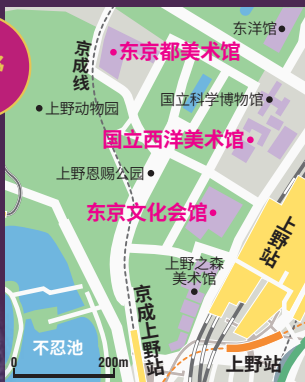 东洋馆
京成线
东京都美术馆
上野动物园
国立科学博物馆
国立西洋美术馆
上野恩赐公园
东京文化会馆
上野站
上野之森
美术馆
京成上野站
不忍池
0 200m
上野站